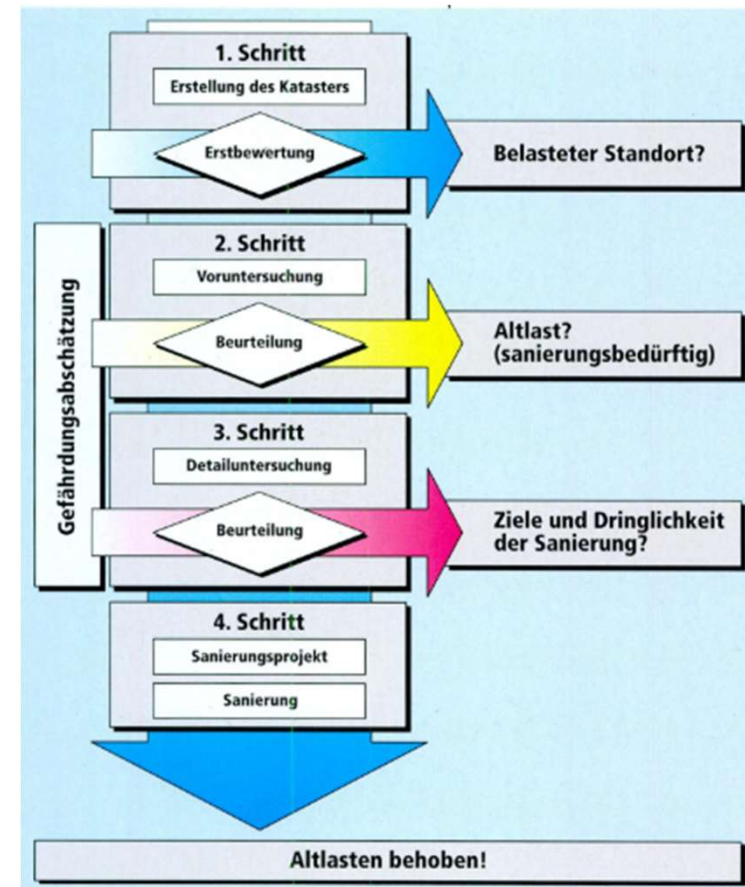 1. Schritt
Erstellung des Katasters
Erstbewertung
Belasteter Standort?
Gefährdungsabschätzung
2. Schritt
Voruntersuchung
Beurteilung
Altlast?
(sanierungsbedürftig)
3. Schritt
Detailuntersuchung
Beurteilung
Ziele und Dringlichkeit
der Sanierung?
4. Schritt
Sanierungsprojekt
Sanierung
Altlasten behoben!